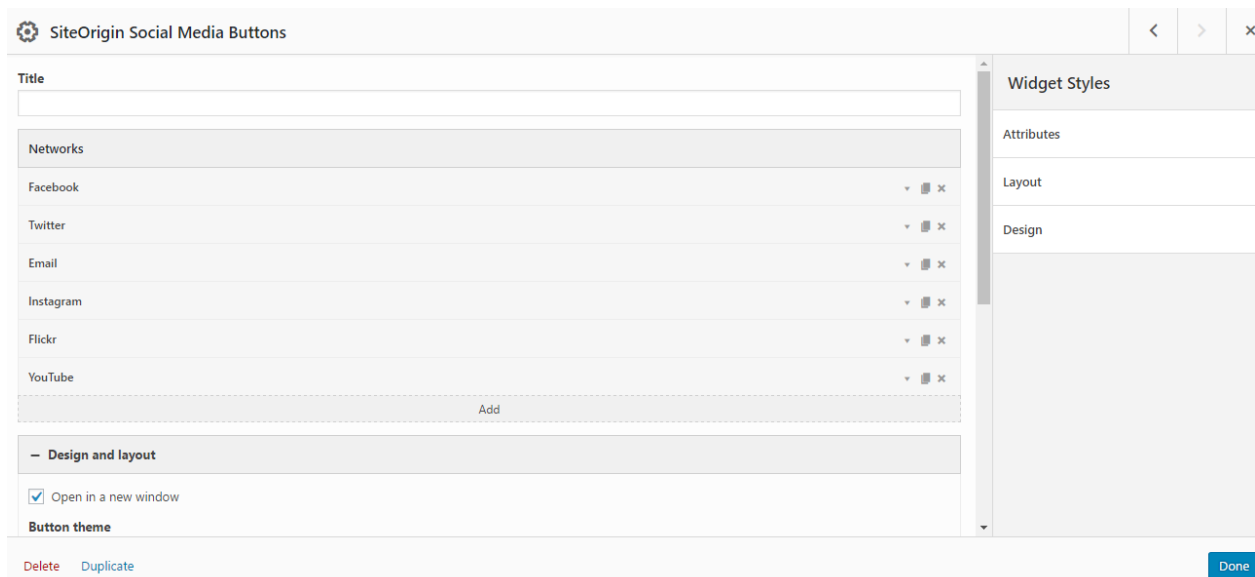 SiteOrigin Social Media Buttons
Title
Widget Styles
Networks
Attributes
Facebook
Layout
Twitter
Design
Email
Instagram
Flickr
YouTube
Add
– Design and layout
Open in a new window
Button theme
Delete Duplicate Done